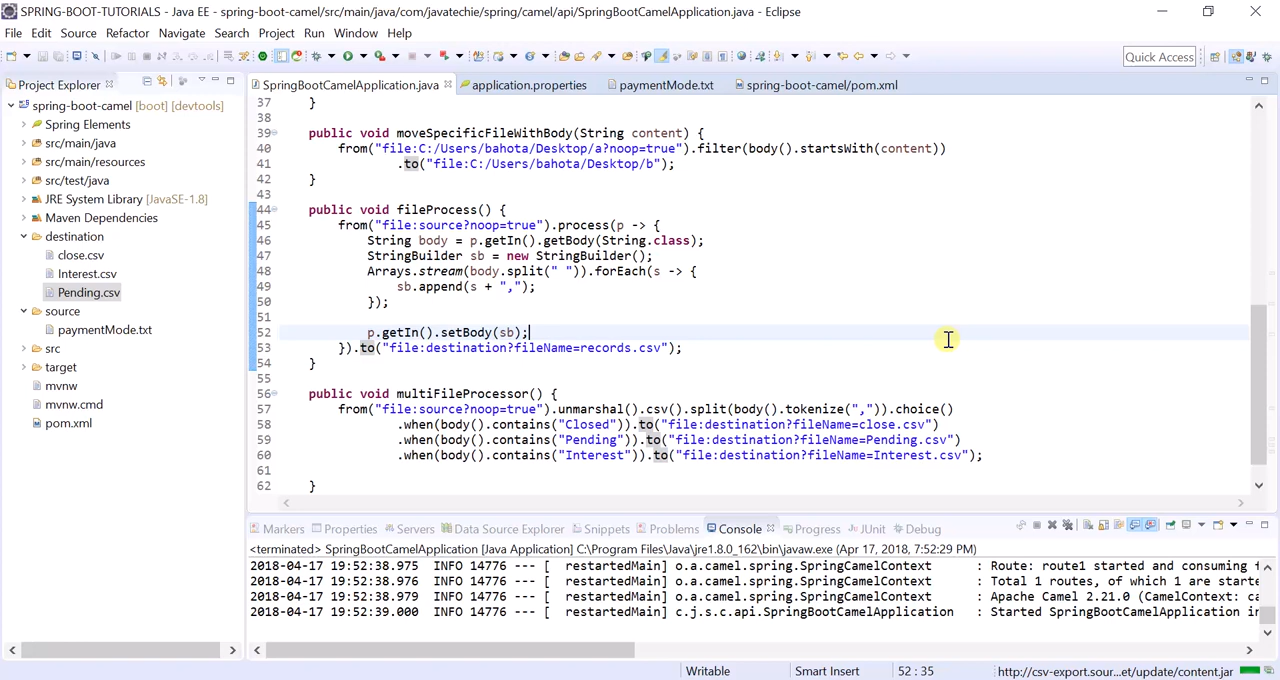 SPRING-BOOT-TUTORIALS - Java EE - spring-boot-camel/src/main/java/com/javatechie/spring/camel/api/SpringBootCamelApplication.java - Eclipse
File Edit Source Refactor Navigate Search Project Run Window Help
Quick Access
Project Explorer
spring-boot-camel [boot] [devtools]
Spring Elements
src/main/java
src/main/resources
src/test/java
JRE System Library [JavaSE-1.8]
Maven Dependencies
destination
close.csv
Interest.csv
Pending.csv
source
paymentMode.txt
src
target
mvnw
mvnw.cmd
pom.xml
SpringBootCamelApplication.java application.properties paymentMode.txt spring-boot-camel/pom.xml
37 }
38
39 public void moveSpecificFileWithBody(String content) {
40 from("file:C:/Users/bahota/Desktop/a?noop=true").filter(body().startsWith(content))
41 .to("file:C:/Users/bahota/Desktop/b");
42 }
43
44 public void fileProcess() {
45 from("file:source?noop=true").process(p -> {
46 String body = p.getIn().getBody(String.class);
47 StringBuilder sb = new StringBuilder();
48 Arrays.stream(body.split(" ")).forEach(s -> {
49 sb.append(s + ",");
50 });
51
52 p.getIn().setBody(sb);
53 }).to("file:destination?fileName=records.csv");
54 }
55
56 public void multiFileProcessor() {
57 from("file:source?noop=true").unmarshal().csv().split(body().tokenize(",")).choice()
58 .when(body().contains("Closed")).to("file:destination?fileName=close.csv")
59 .when(body().contains("Pending")).to("file:destination?fileName=Pending.csv")
60 .when(body().contains("Interest")).to("file:destination?fileName=Interest.csv");
61
62 }
Markers Properties Servers Data Source Explorer Snippets Problems Console Progress JUnit Debug
<terminated> SpringBootCamelApplication [Java Application] C:\Program Files\Java\jre1.8.0_162\bin\javaw.exe (Apr 17, 2018, 7:52:29 PM)
2018-04-17 19:52:38.975 INFO 14776 --- [ restartedMain] o.a.camel.spring.SpringCamelContext : Route: route1 started and consuming f
2018-04-17 19:52:38.976 INFO 14776 --- [ restartedMain] o.a.camel.spring.SpringCamelContext : Total 1 routes, of which 1 are starte
2018-04-17 19:52:38.979 INFO 14776 --- [ restartedMain] o.a.camel.spring.SpringCamelContext : Apache Camel 2.21.0 (CamelContext: ca
2018-04-17 19:52:39.000 INFO 14776 --- [ restartedMain] c.j.s.c.api.SpringBootCamelApplication : Started SpringBootCamelApplication in
Writable Smart Insert 52 : 35 http://csv-export.sour...et/update/content.jar